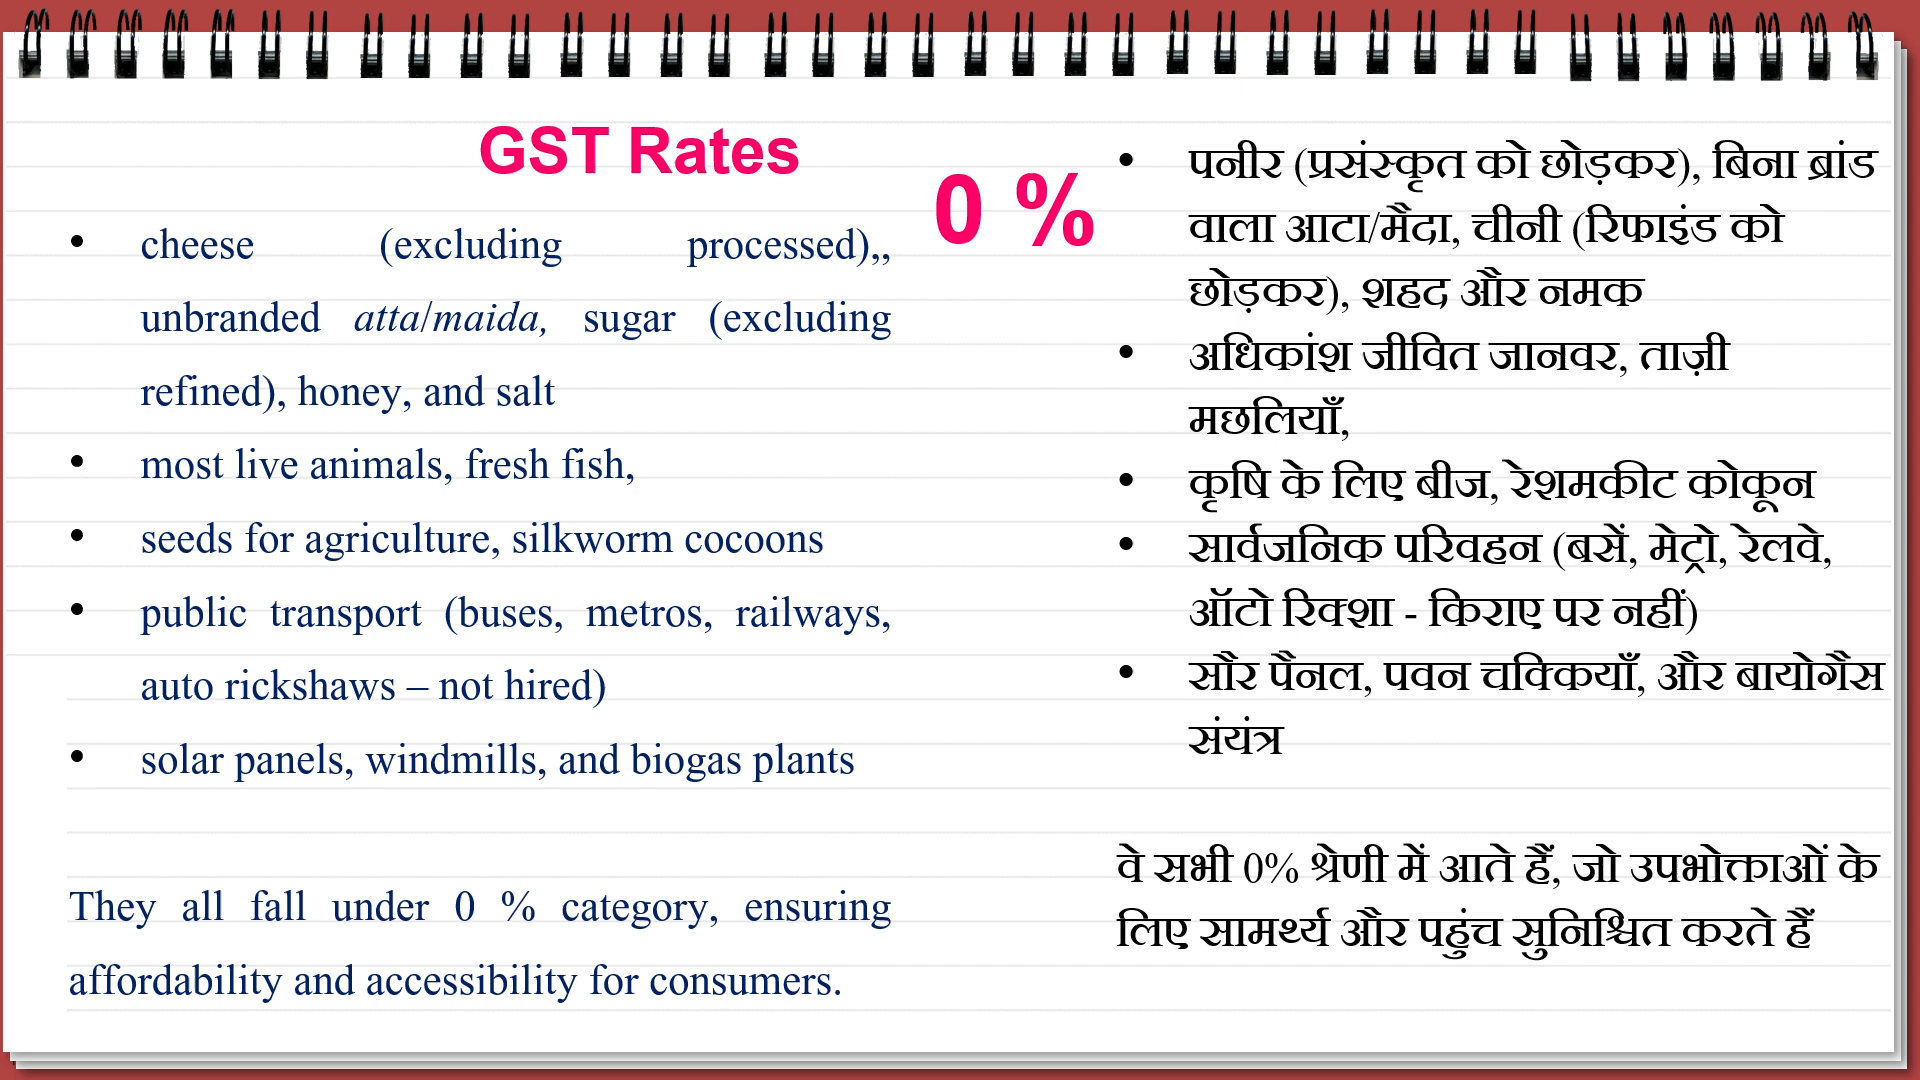 GST Rates
0 %
cheese (excluding processed),,
unbranded atta/maida, sugar (excluding
refined), honey, and salt
most live animals, fresh fish,
seeds for agriculture, silkworm cocoons
public transport (buses, metros, railways,
auto rickshaws – not hired)
solar panels, windmills, and biogas plants
They all fall under 0 % category, ensuring
affordability and accessibility for consumers.
पनीर (प्रसंस्कृत को छोड़कर), बिना ब्रांड
वाला आटा/मैदा, चीनी (रिफाइंड को
छोड़कर), शहद और नमक
अधिकांश जीवित जानवर, ताज़ी
मछलियाँ,
कृषि के लिए बीज, रेशमकीट कोकून
सार्वजनिक परिवहन (बसें, मेट्रो, रेलवे,
ऑटो रिक्शा - किराए पर नहीं)
सौर पैनल, पवन चक्कियाँ, और बायोगैस
संयंत्र
वे सभी 0% श्रेणी में आते हैं, जो उपभोक्ताओं के
लिए सामर्थ्य और पहुंच सुनिश्चित करते हैं